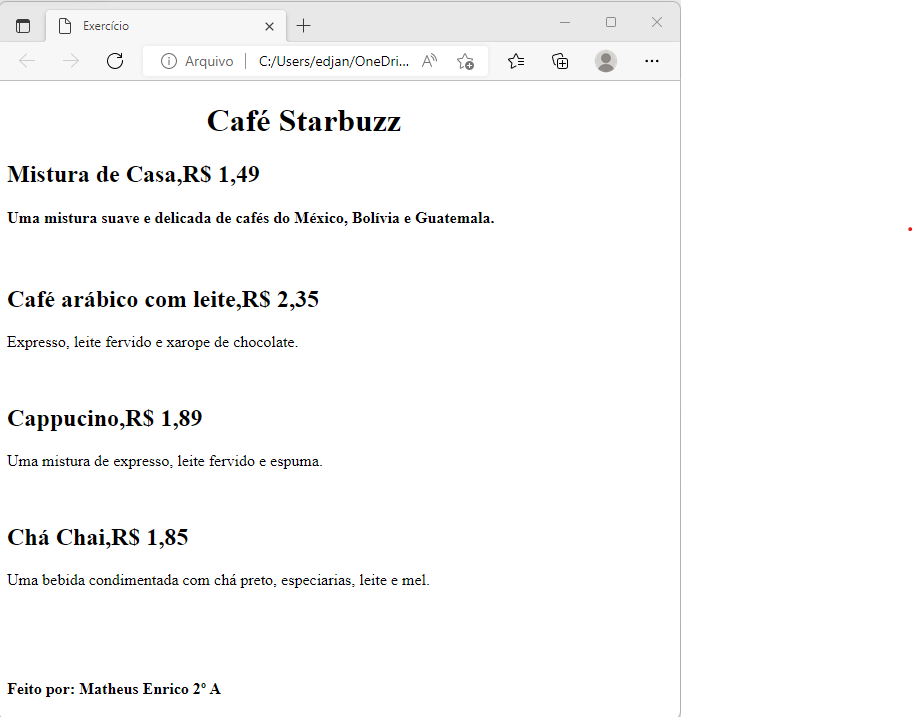 Exercício
Arquivo
C:/Users/edjan/OneDri...
Café Starbuzz
Mistura de Casa,R$ 1,49
Uma mistura suave e delicada de cafés do México, Bolívia e Guatemala.
Café arábico com leite,R$ 2,35
Expresso, leite fervido e xarope de chocolate.
Cappucino,R$ 1,89
Uma mistura de expresso, leite fervido e espuma.
Chá Chai,R$ 1,85
Uma bebida condimentada com chá preto, especiarias, leite e mel.
Feito por: Matheus Enrico 2º A